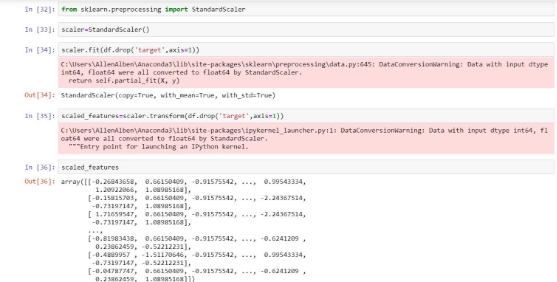 In [32]: from sklearn.preprocessing import StandardScaler
In [33]: scaler=StandardScaler()
In [34]: scaler.fit(df.drop('target',axis=1))
C:\Users\AllenAlben\Anaconda3\lib\site-packages\sklearn\preprocessing\data.py:645: DataConversionWarning: Data with input dtype
int64, float64 were all converted to float64 by StandardScaler.
return self.partial_fit(X, y)
Out[34]: StandardScaler(copy=True, with_mean=True, with_std=True)
In [35]: scaled_features=scaler.transform(df.drop('target',axis=1))
C:\Users\AllenAlben\Anaconda3\lib\site-packages\ipykernel_launcher.py:1: DataConversionWarning: Data with input dtype int64, fl
oat64 were all converted to float64 by StandardScaler.
"""Entry point for launching an IPython kernel.
In [36]: scaled_features
Out[36]: array([[-0.26843658, 0.66150409, -0.91575542, ..., 0.99543334,
1.20922066, 1.08985168],
[-0.15815703, 0.66150409, -0.91575542, ..., -2.24367514,
-0.73197147, 1.08985168],
[ 1.71659547, 0.66150409, -0.91575542, ..., -2.24367514,
-0.73197147, 1.08985168],
...,
[-0.81983438, 0.66150409, -0.91575542, ..., -0.6241209 ,
0.23862459, -0.52212231],
[-0.4889957 , -1.51170646, -0.91575542, ..., 0.99543334,
-0.73197147, -0.52212231],
[-0.04787747, 0.66150409, -0.91575542, ..., -0.6241209 ,
0.23862459, 1.08985168]])